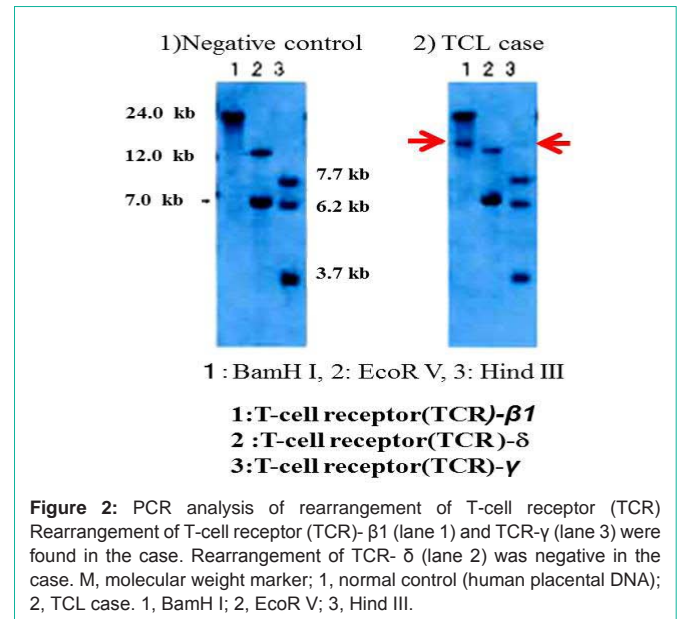 1)Negative control 2) TCL case
1 2 3 1 2 3
24.0 kb
12.0 kb
7.7 kb
7.0 kb
6.2 kb
3.7 kb
1 : BamH I, 2: EcoR V, 3: Hind III
1:T-cell receptor(TCR)-β1
2 :T-cell receptor(TCR)-δ
3:T-cell receptor(TCR)-γ
Figure 2: PCR analysis of rearrangement of T-cell receptor (TCR)
Rearrangement of T-cell receptor (TCR)- β1 (lane 1) and TCR-γ (lane 3) were
found in the case. Rearrangement of TCR- δ (lane 2) was negative in the
case. M, molecular weight marker; 1, normal control (human placental DNA);
2, TCL case. 1, BamH I; 2, EcoR V; 3, Hind III.